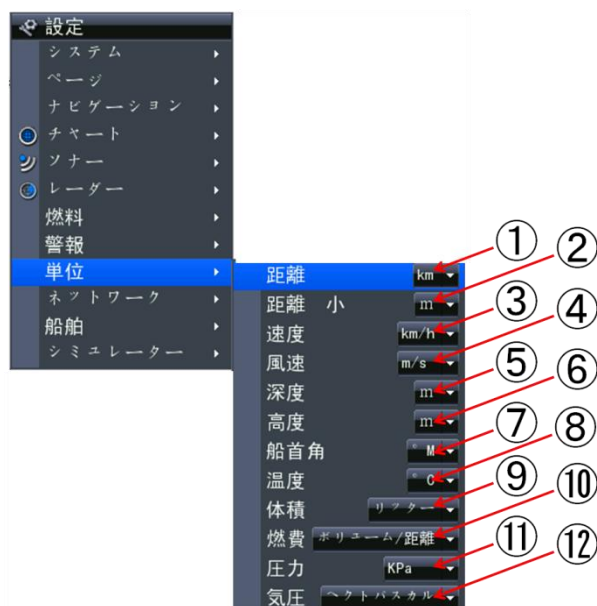 設定
システム
ページ
ナビゲーション
チャート
ソナー
レーダー
燃料
警報
単位
ネットワーク
船舶
シミュレーター
距離 km ①
距離 小 m ②
速度 km/h ③
風速 m/s ④
深度 m ⑤
高度 m ⑥
船首角 °M ⑦
温度 °C ⑧
体積 リッター ⑨
燃費 ボリューム/距離 ⑩
圧力 KPa ⑪
気圧 ヘクトパスカル ⑫